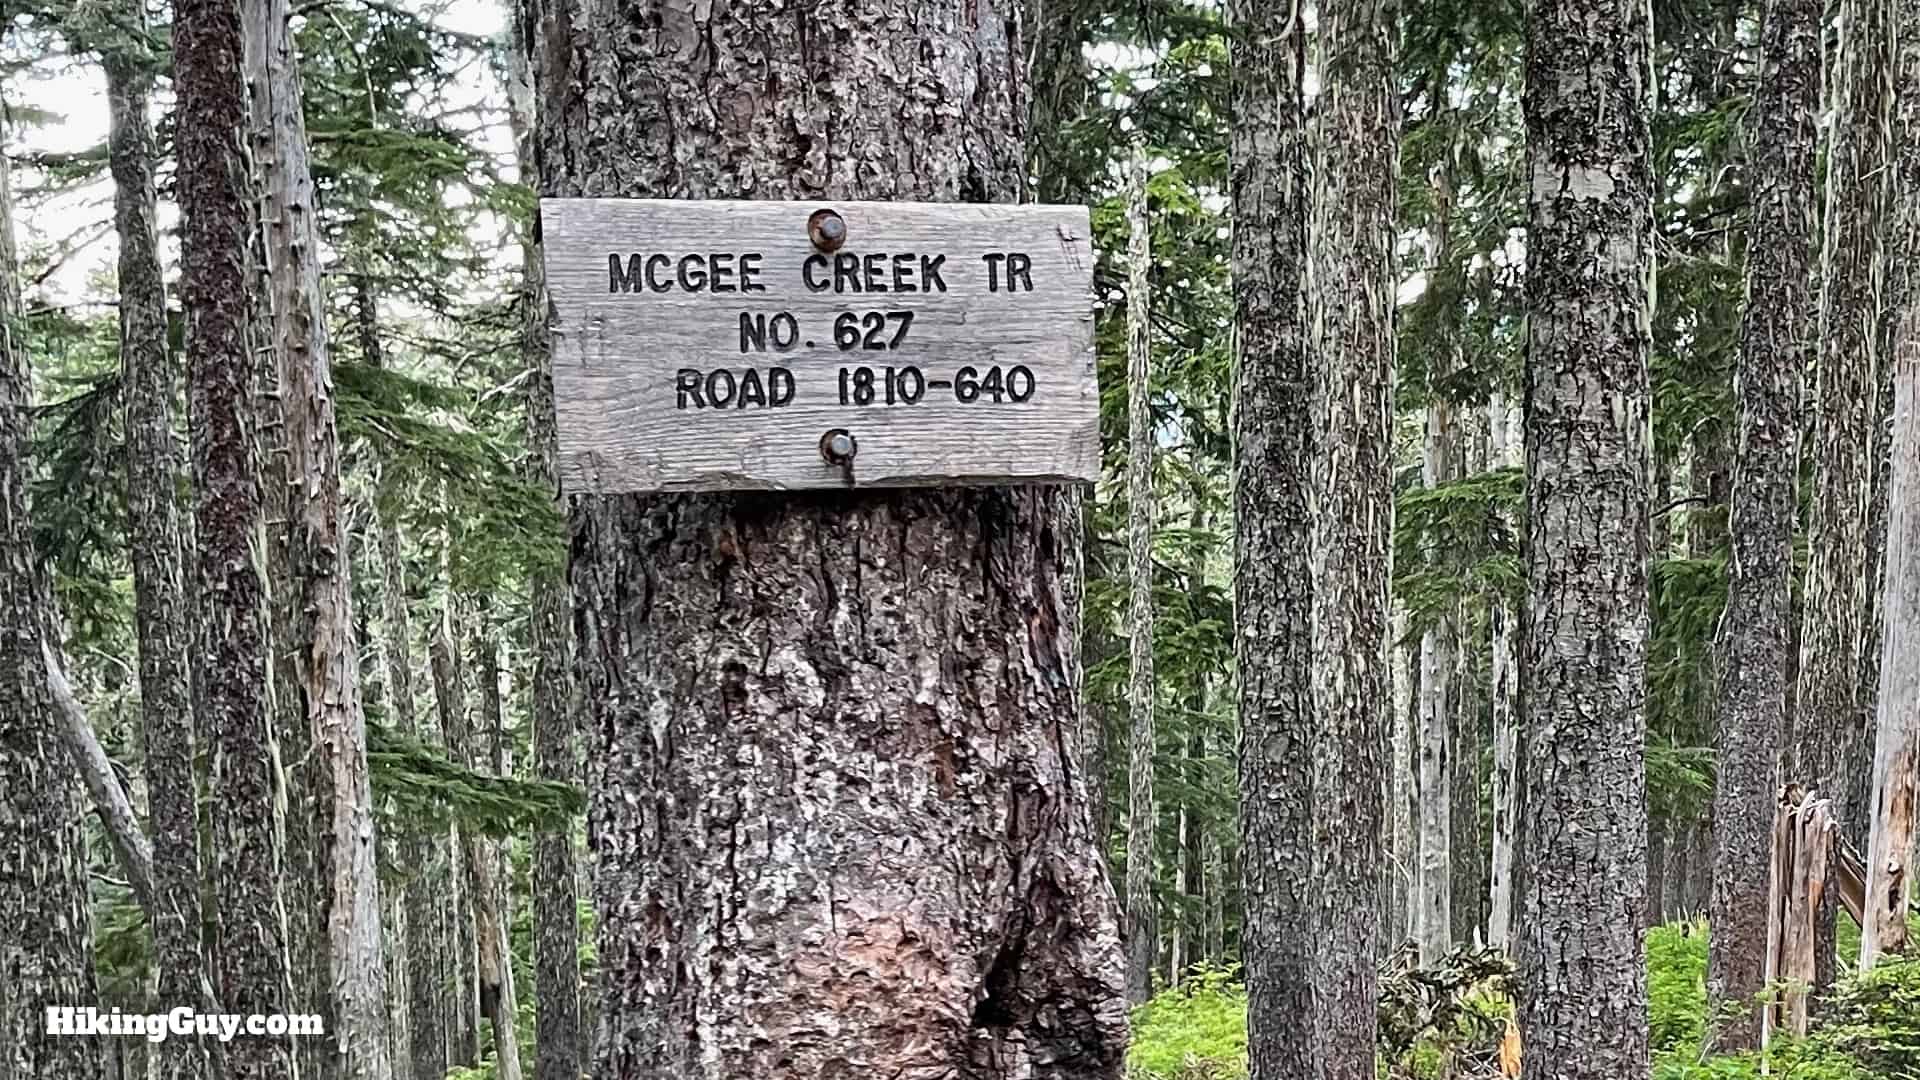 MCGEE CREEK TR
NO. 627
ROAD 1810-640
HikingGuy.com